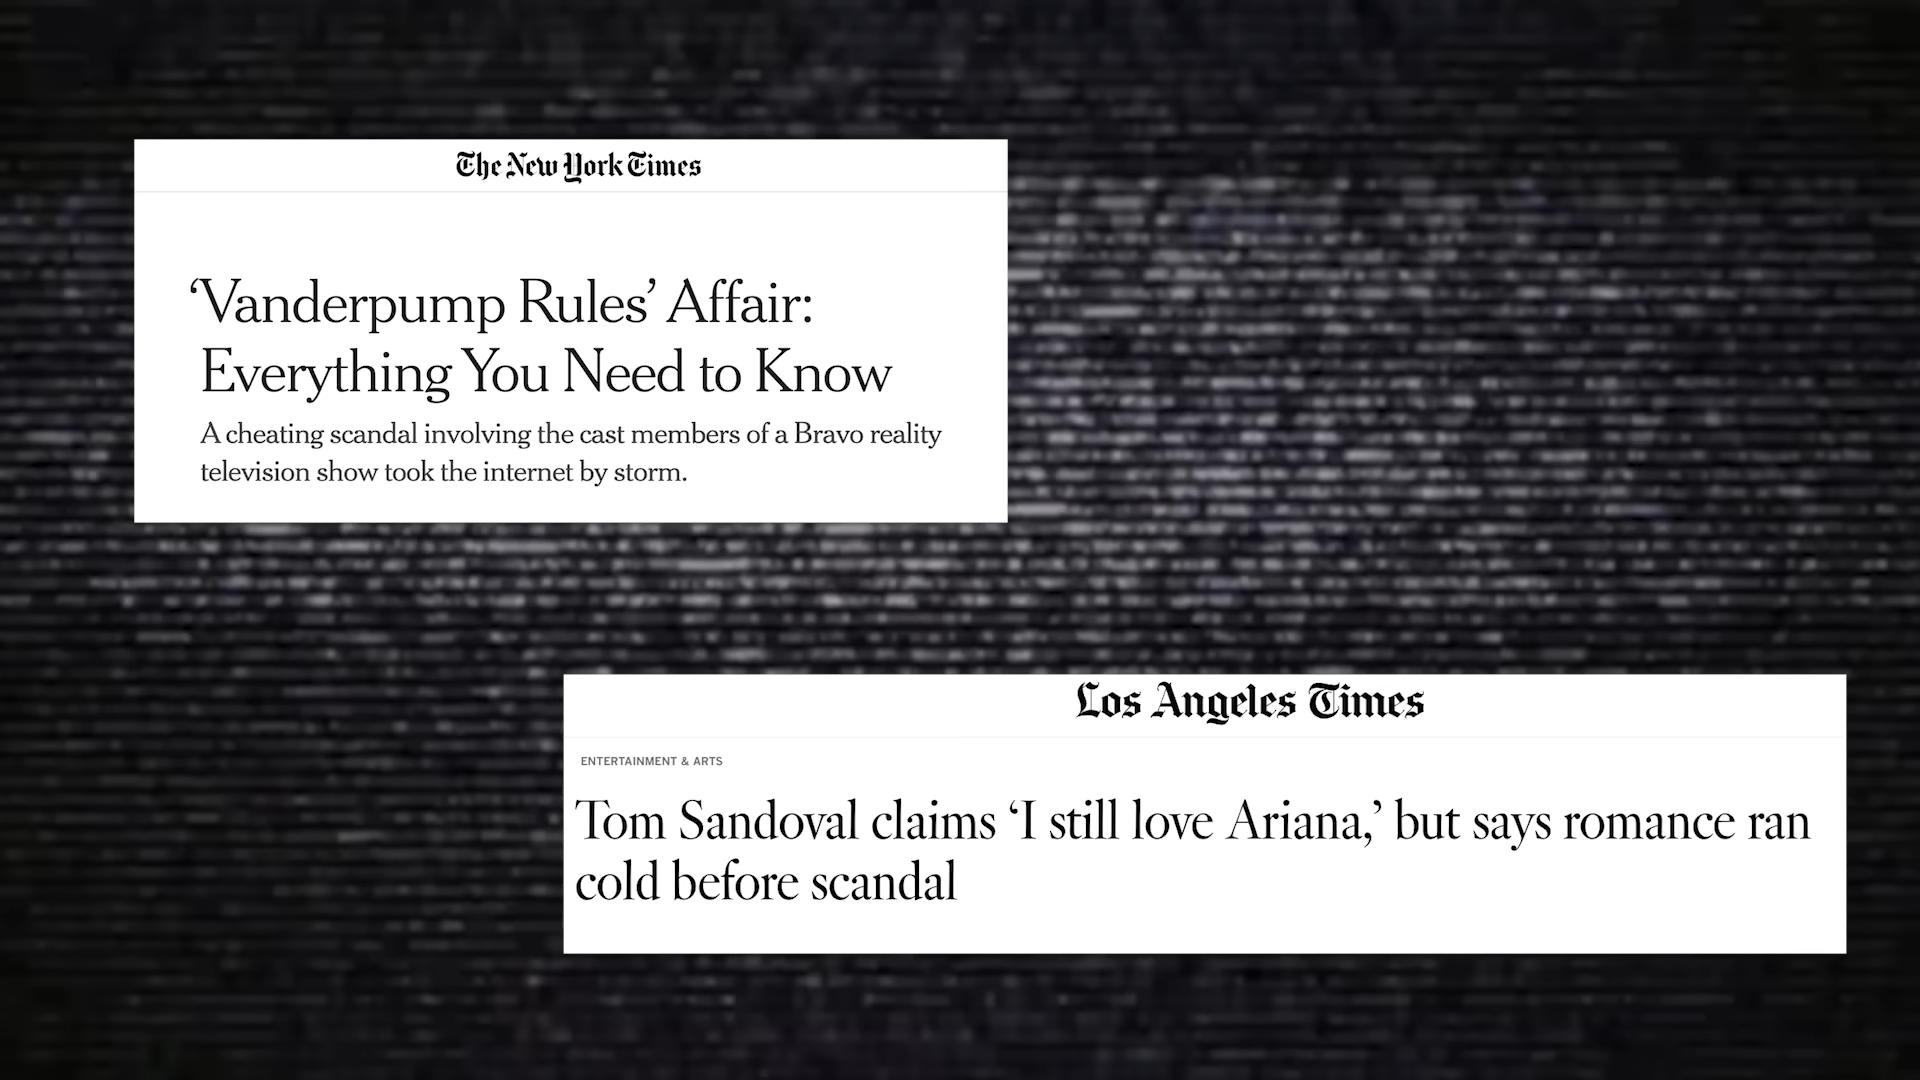 The New York Times
‘Vanderpump Rules’ Affair:
Everything You Need to Know
A cheating scandal involving the cast members of a Bravo reality
television show took the internet by storm.
Los Angeles Times
ENTERTAINMENT & ARTS
Tom Sandoval claims ‘I still love Ariana,’ but says romance ran
cold before scandal